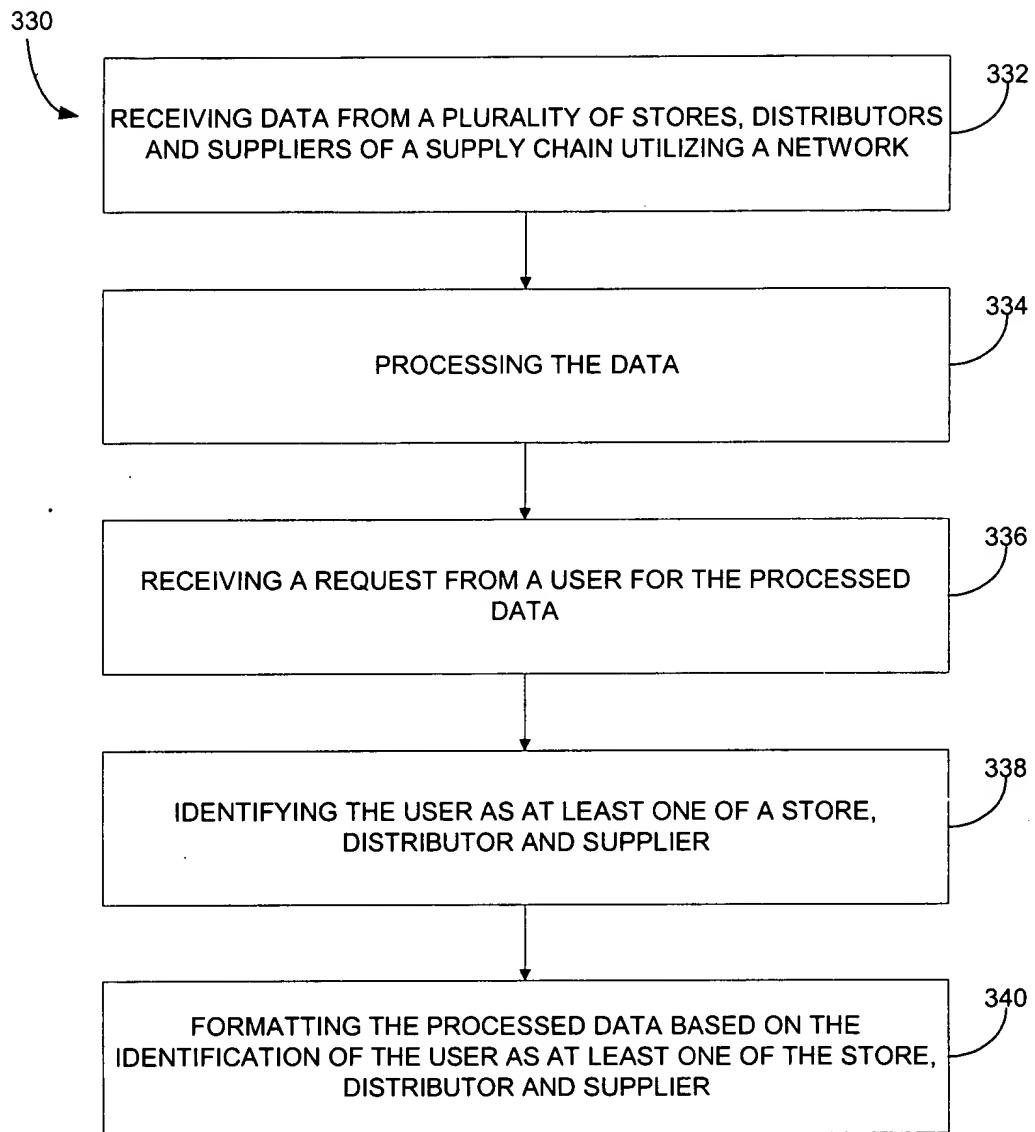 330
332
RECEIVING DATA FROM A PLURALITY OF STORES, DISTRIBUTORS
AND SUPPLIERS OF A SUPPLY CHAIN UTILIZING A NETWORK
334
PROCESSING THE DATA
336
RECEIVING A REQUEST FROM A USER FOR THE PROCESSED
DATA
338
IDENTIFYING THE USER AS AT LEAST ONE OF A STORE,
DISTRIBUTOR AND SUPPLIER
340
FORMATTING THE PROCESSED DATA BASED ON THE
IDENTIFICATION OF THE USER AS AT LEAST ONE OF THE STORE,
DISTRIBUTOR AND SUPPLIER